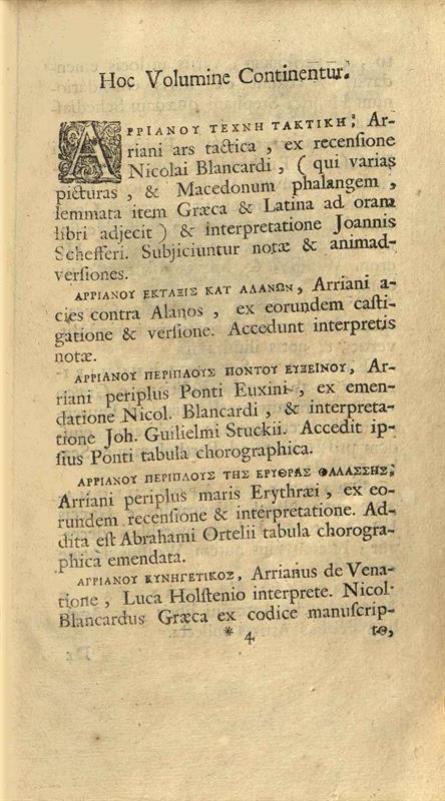 Hoc Volumine Continentur.
ΑΡΡΙΑΝΟΥ ΤΕΧΝΗ ΤΑΚΤΙΚΗ; Ar-
riani ars tactica, ex recensione
Nicolai Blancardi, (qui varias
picturas, & Macedonum phalangem,
lemmata item Græca & Latina ad oram
libri adjecit) & interpretatione Joannis
Schefferi. Subjiciuntur notæ & animad-
versiones.
ΑΡΡΙΑΝΟΥ ΕΚΤΑΞΙΣ ΚΑΤ ΑΛΑΝΩΝ, Arriani a-
cies contra Alanos, ex eorundem casti-
gatione & versione. Accedunt interpretis
notæ.
ΑΡΡΙΑΝΟΥ ΠΕΡΙΠΛΟΥΣ ΠΟΝΤΟΥ ΕΥΞΕΙΝΟΥ, Ar-
riani periplus Ponti Euxini, ex emen-
datione Nicol. Blancardi, & interpreta-
tione Joh. Guilielmi Stuckii. Accedit ip-
sius Ponti tabula chorographica.
ΑΡΡΙΑΝΟΥ ΠΕΡΙΠΛΟΥΣ ΤΗΣ ΕΡΥΘΡΑΣ ΘΑΛΑΣΣΗΣ;
Arriani periplus maris Erythræi, ex eo-
rundem recensione & interpretatione. Ad-
dita est Abrahami Ortelii tabula chorogra-
phica emendata.
ΑΡΡΙΑΝΟΥ ΚΥΝΗΓΕΤΙΚΟΣ, Arrianus de Vena-
tione, Luca Holstenio interprete. Nicol.
Blancardus Græca ex codice manuscrip-
* 4 to,